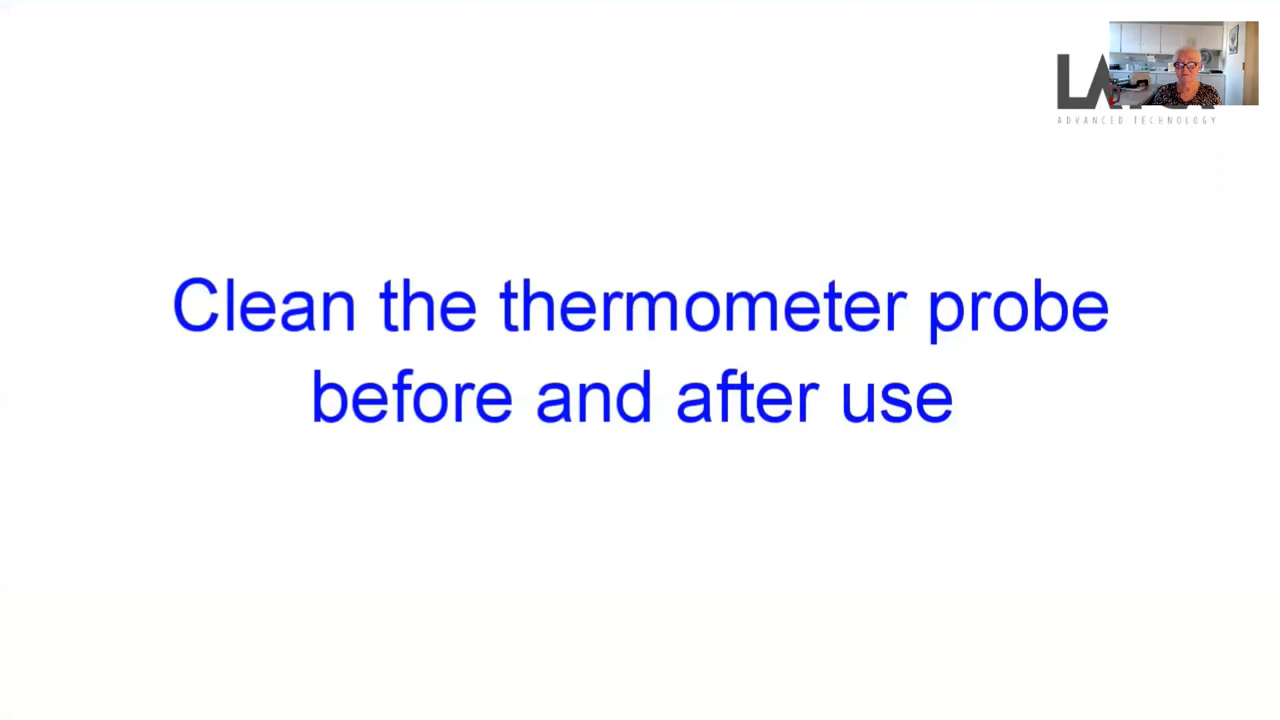 ADVANCED TECHNOLOGY
Clean the thermometer probe
before and after use